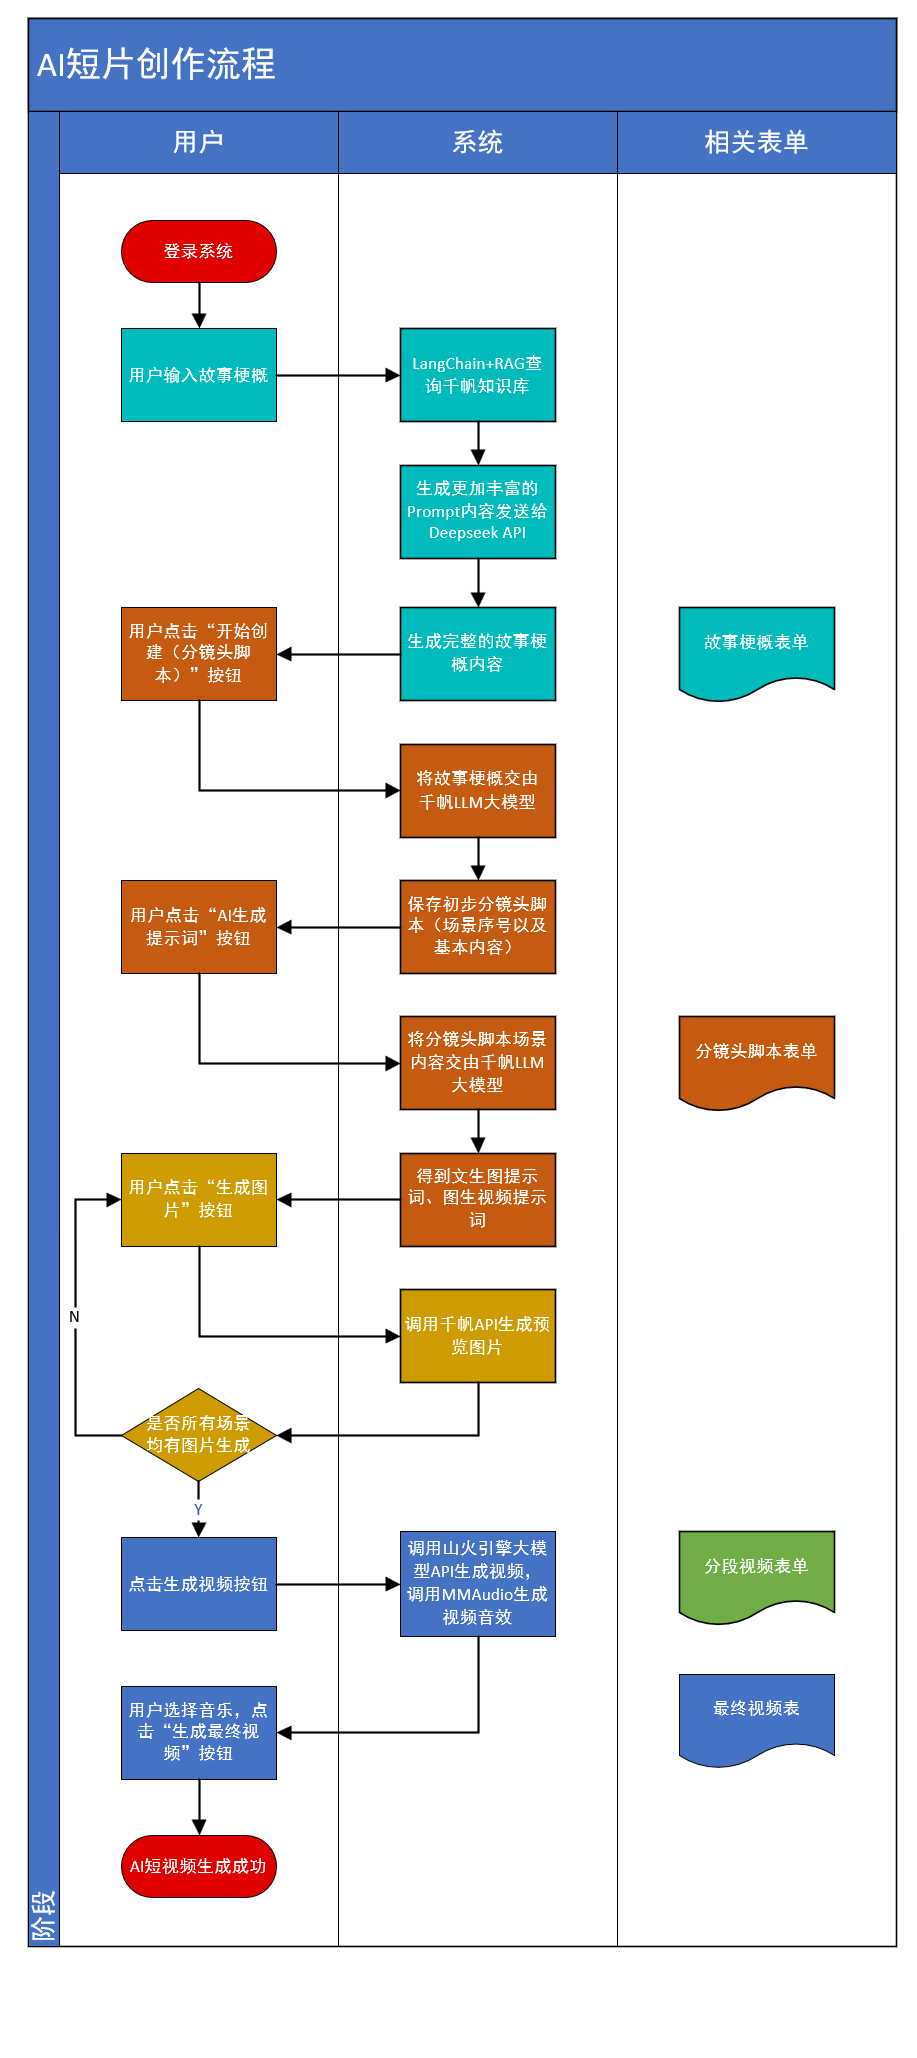 AI短片创作流程
用户
系统
相关表单
登录系统
用户输入故事梗概
LangChain+RAG查
询千帆知识库
生成更加丰富的
Prompt内容发送给
Deepseek API
用户点击“开始创
建（分镜头脚
本）”按钮
生成完整的故事梗
概内容
故事梗概表单
将故事梗概交由
千帆LLM大模型
用户点击“AI生成
提示词”按钮
保存初步分镜头脚
本（场景序号以及
基本内容）
将分镜头脚本场景
内容交由千帆LLM
大模型
分镜头脚本表单
用户点击“生成图
片”按钮
得到文生图提示
词、图生视频提示
词
N
调用千帆API生成预
览图片
是否所有场景
均有图片生成
Y
点击生成视频按钮
调用山火引擎大模
型API生成视频，
调用MMAudio生成
视频音效
分段视频表单
用户选择音乐，点
击“生成最终视
频”按钮
最终视频表
AI短视频生成成功
阶段